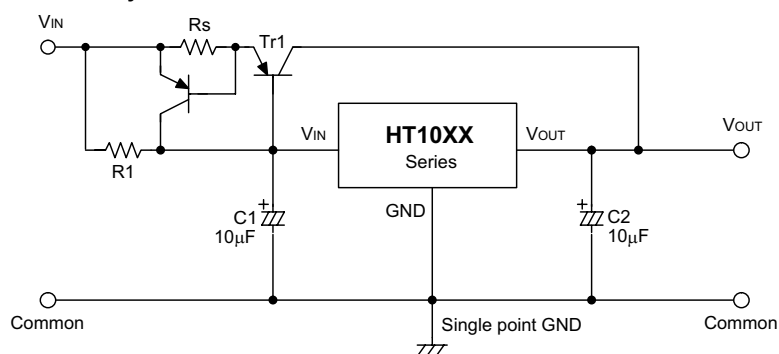 VIN
Rs
Tr1
R1
VIN
HT10XX
Series
VOUT
VOUT
GND
C1
10μF
C2
10μF
Common
Single point GND
Common